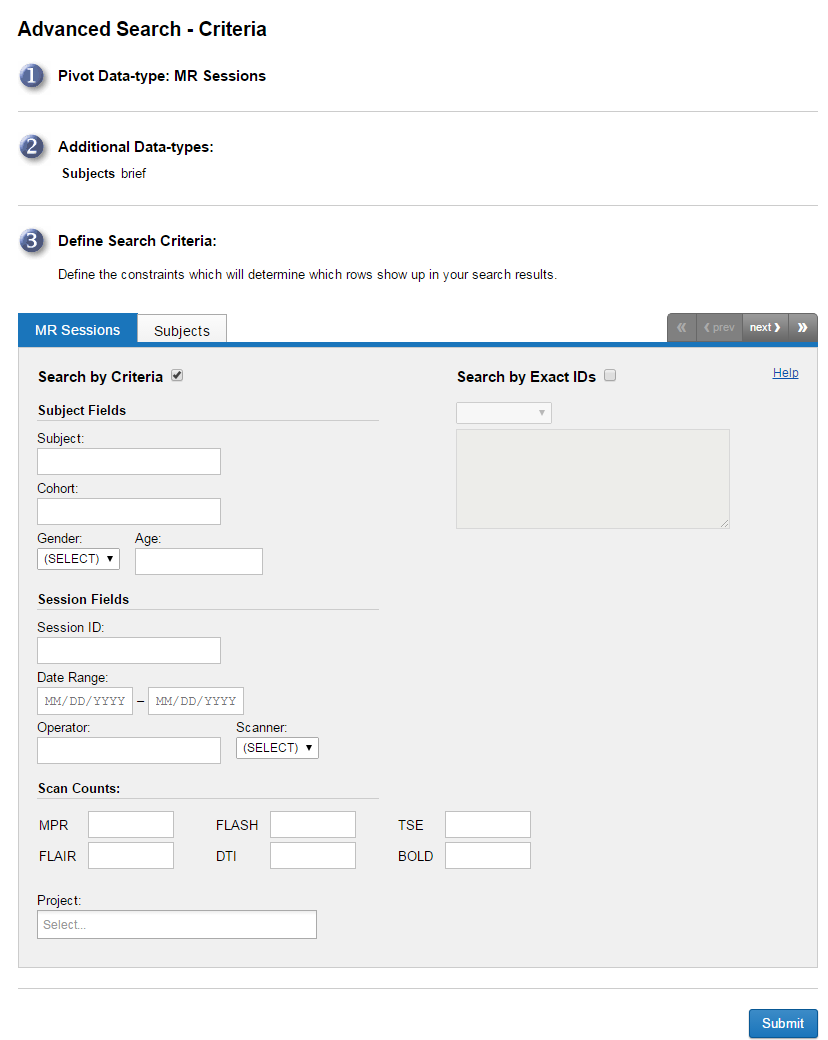 Advanced Search - Criteria
1 Pivot Data-type: MR Sessions
2 Additional Data-types:
Subjects brief
3 Define Search Criteria:
Define the constraints which will determine which rows show up in your search results.
MR Sessions Subjects « ‹ prev next › »
Search by Criteria Search by Exact IDs Help
Subject Fields
Subject:
Cohort:
Gender: Age:
(SELECT)
Session Fields
Session ID:
Date Range:
MM/DD/YYYY – MM/DD/YYYY
Operator: Scanner:
(SELECT)
Scan Counts:
MPR FLASH TSE
FLAIR DTI BOLD
Project:
Select...
Submit